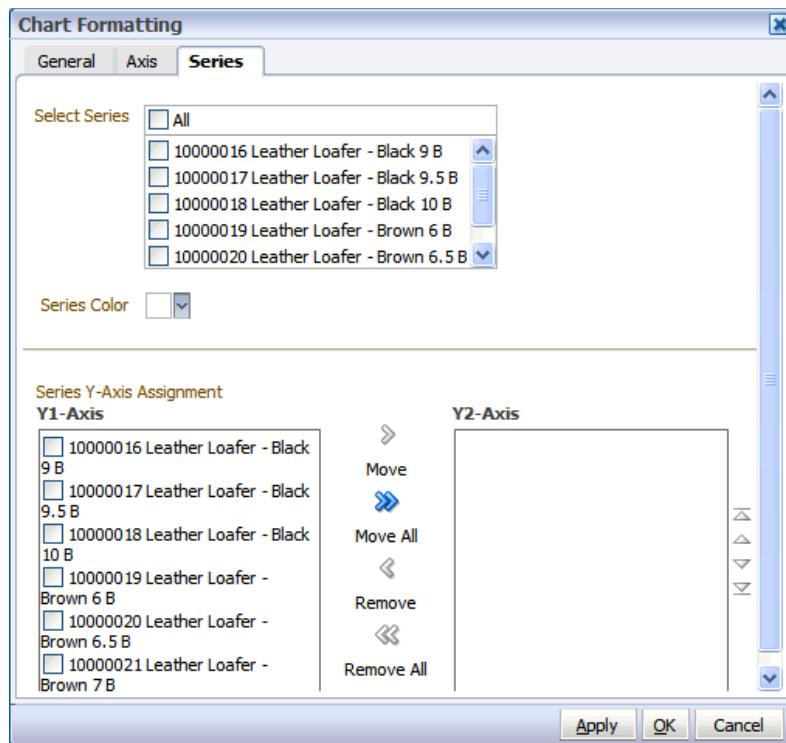 Chart Formatting
General Axis Series
Select Series
All
10000016 Leather Loafer - Black 9 B
10000017 Leather Loafer - Black 9.5 B
10000018 Leather Loafer - Black 10 B
10000019 Leather Loafer - Brown 6 B
10000020 Leather Loafer - Brown 6.5 B
Series Color
Series Y-Axis Assignment
Y1-Axis
10000016 Leather Loafer - Black
9 B
10000017 Leather Loafer - Black
9.5 B
10000018 Leather Loafer - Black
10 B
10000019 Leather Loafer -
Brown 6 B
10000020 Leather Loafer -
Brown 6.5 B
10000021 Leather Loafer -
Brown 7 B
Move
Move All
Remove
Remove All
Y2-Axis
Apply OK Cancel